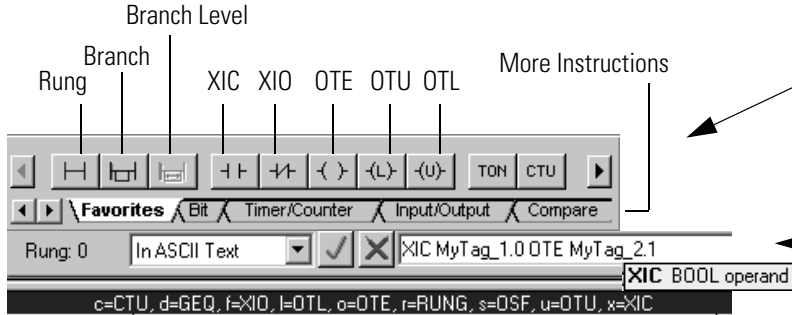 Branch Level
Branch
Rung XIC XIO OTE OTU OTL More Instructions
(L) (U) TON CTU
Favorites Bit Timer/Counter Input/Output Compare
Rung: 0 In ASCII Text XIC MyTag_1.0 OTE MyTag_2.1
XIC BOOL operand
c=CTU, d=GEQ, f=XIO, l=OTL, o=OTE, r=RUNG, s=OSF, u=OTU, x=XIC